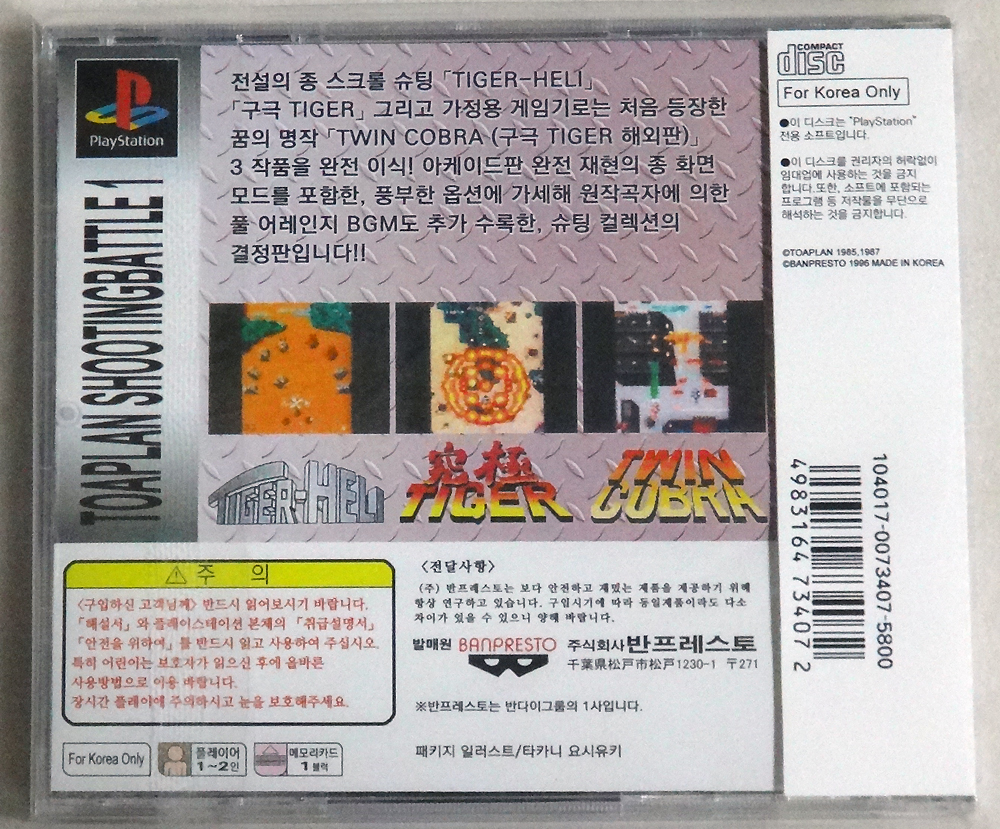 PlayStation
TOAPLAN SHOOTINGBATTLE 1
전설의 종 스크롤 슈팅 「TIGER-HELI」
「구극 TIGER」 그리고 가정용 게임기로는 처음 등장한
꿈의 명작 「TWIN COBRA (구극 TIGER 해외판)」
3 작품을 완전 이식! 아케이드판 완전 재현의 종 화면
모드를 포함한, 풍부한 옵션에 가세해 원작곡자에 의한
풀 어레인지 BGM도 추가 수록한, 슈팅 컬렉션의
결정판입니다!!
TIGER-HELI
究極
TIGER
TWIN
COBRA
⚠주 의
〈구입하신 고객님께〉 반드시 읽어보시기 바랍니다.
「해설서」와 플레이스테이션 본체의 「취급설명서」
「안전을 위하여」를 반드시 읽고 사용하여 주십시오.
특히 어린이는 보호자가 읽으신 후에 올바른
사용방법으로 이용 바랍니다.
장시간 플레이에 주의하시고 눈을 보호해주세요.
For Korea Only
플레이어
1~2인
메모리카드
1 블럭
〈전달사항〉
(주) 반프레스토는 보다 안전하고 재밌는 제품을 제공하기 위해
항상 연구하고 있습니다. 구입시기에 따라 동일제품이라도 다소
차이가 있을 수 있으니 양해 바랍니다.
발매원 BANPRESTO 주식회사 반프레스토
千葉県松戸市松戸1230-1 〒271
※반프레스토는 반다이그룹의 1사입니다.
패키지 일러스트/타카니 요시유키
COMPACT
disc
For Korea Only
●이 디스크는 "PlayStation"
전용 소프트입니다.
●이 디스크를 권리자의 허락없이
임대업에 사용하는 것을 금지
합니다.또한, 소프트에 포함되는
프로그램 등 저작물을 무단으로
해석하는 것을 금지합니다.
©TOAPLAN 1985,1987
©BANPRESTO 1996 MADE IN KOREA
104017-0073407-5800
4 983164 734072